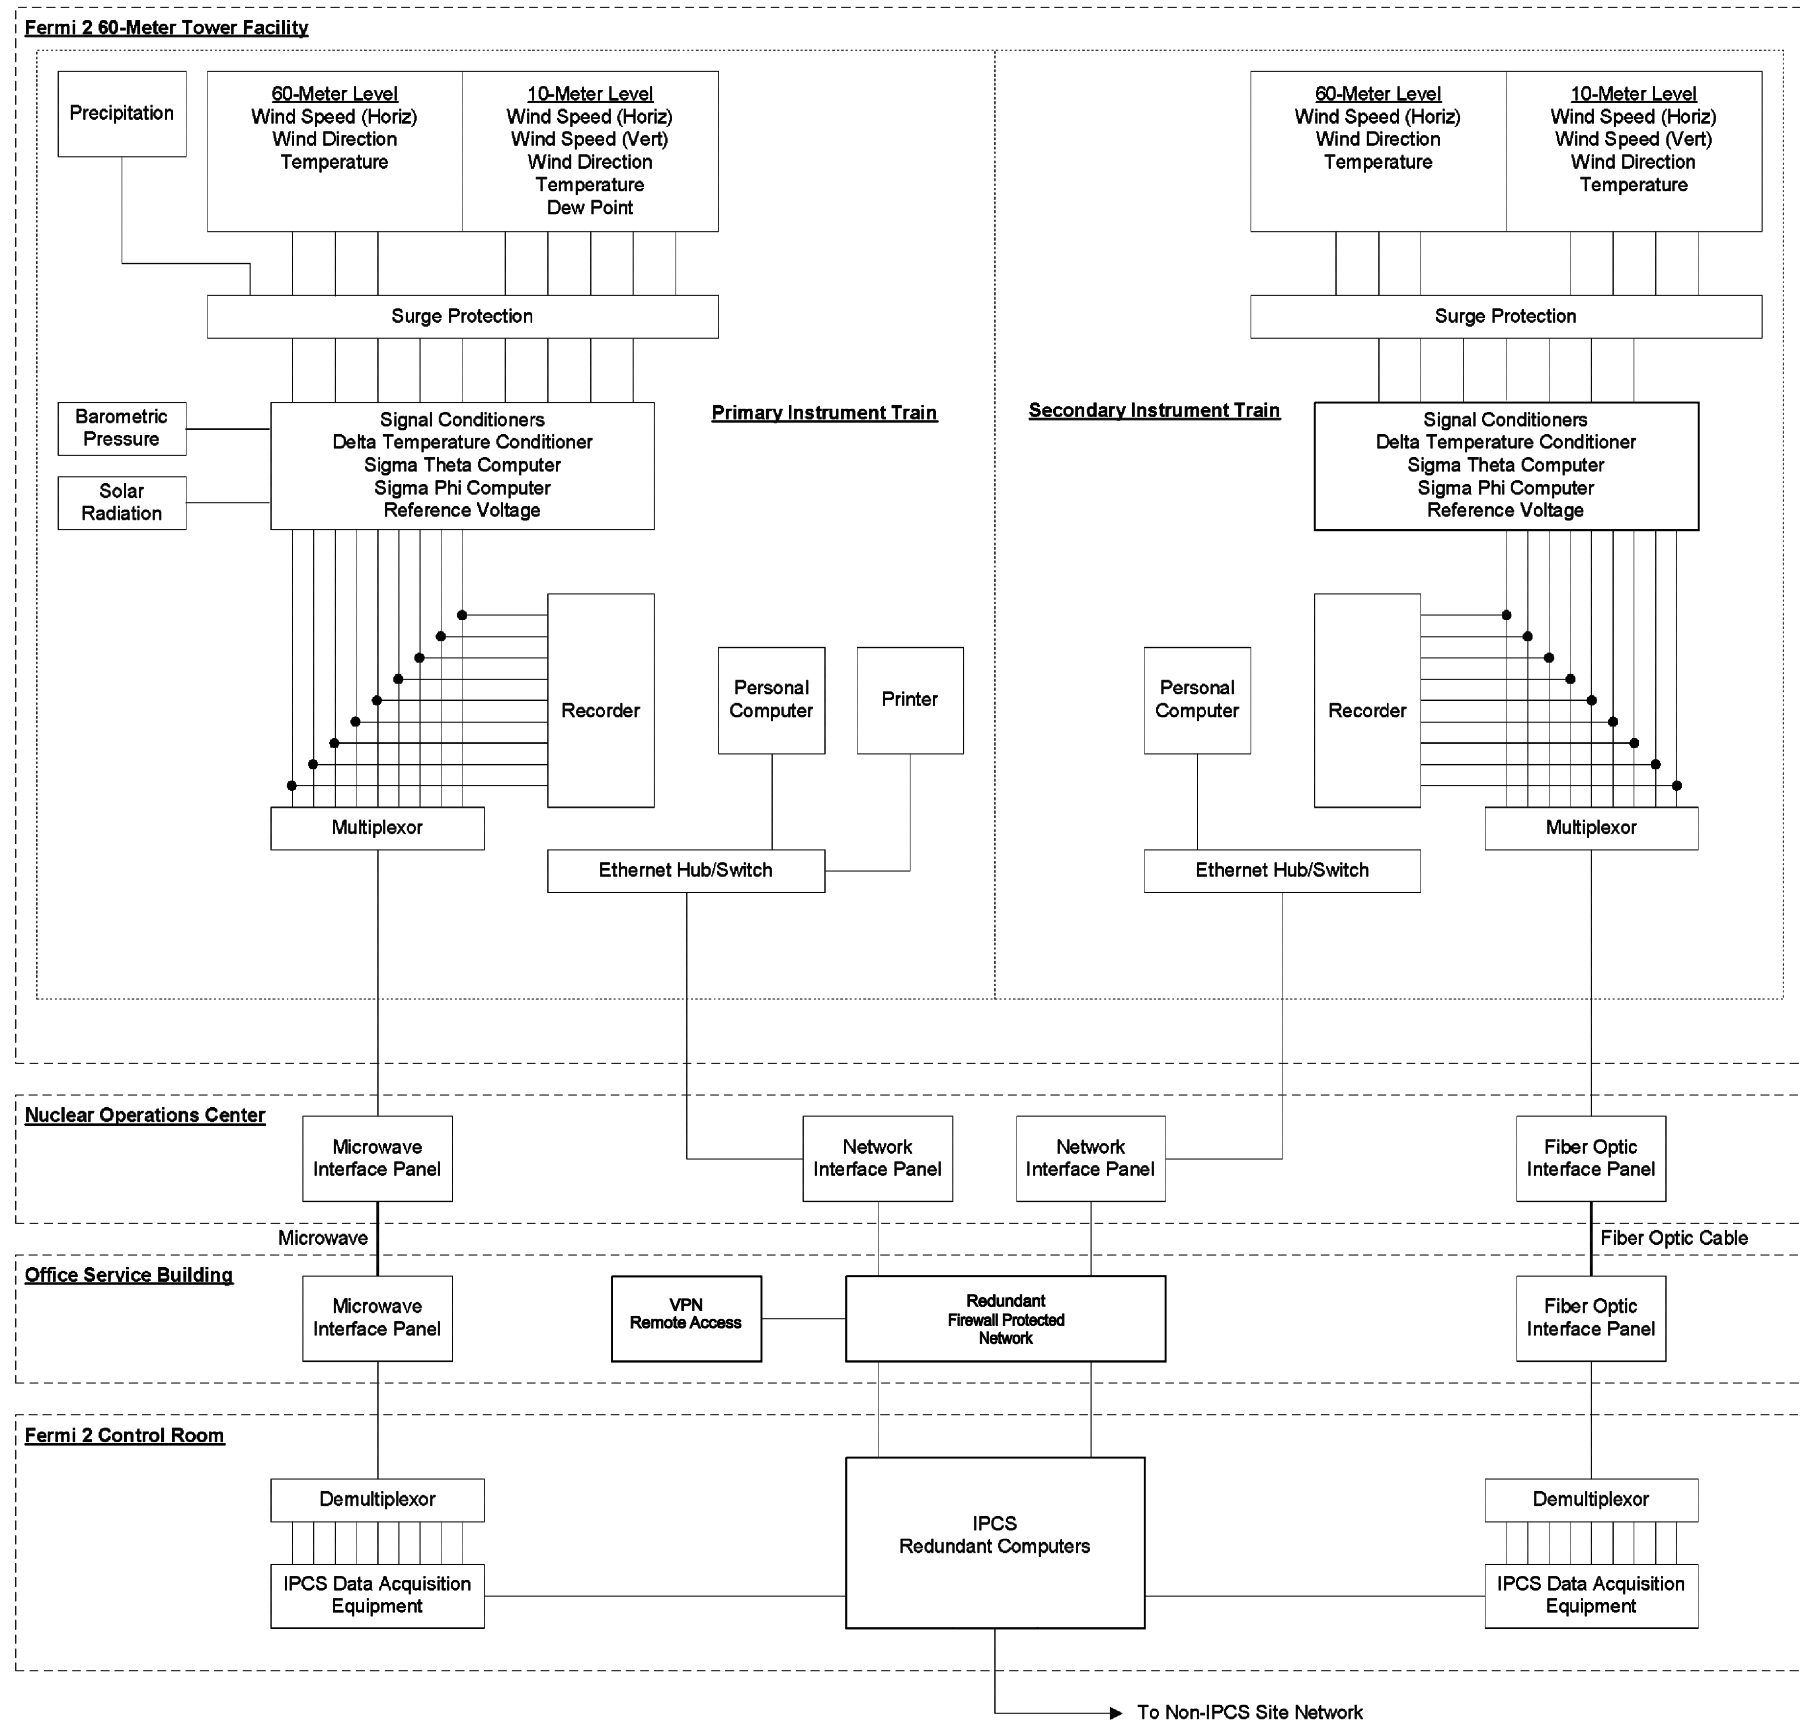 Fermi 2 60-Meter Tower Facility
Precipitation
60-Meter Level
Wind Speed (Horiz)
Wind Direction
Temperature
10-Meter Level
Wind Speed (Horiz)
Wind Speed (Vert)
Wind Direction
Temperature
Dew Point
60-Meter Level
Wind Speed (Horiz)
Wind Direction
Temperature
10-Meter Level
Wind Speed (Horiz)
Wind Speed (Vert)
Wind Direction
Temperature
Surge Protection
Surge Protection
Barometric
Pressure
Solar
Radiation
Signal Conditioners
Delta Temperature Conditioner
Sigma Theta Computer
Sigma Phi Computer
Reference Voltage
Primary Instrument Train
Secondary Instrument Train
Signal Conditioners
Delta Temperature Conditioner
Sigma Theta Computer
Sigma Phi Computer
Reference Voltage
Recorder
Personal
Computer
Printer
Personal
Computer
Recorder
Multiplexor
Ethernet Hub/Switch
Ethernet Hub/Switch
Multiplexor
Nuclear Operations Center
Microwave
Interface Panel
Network
Interface Panel
Network
Interface Panel
Fiber Optic
Interface Panel
Microwave
Fiber Optic Cable
Office Service Building
Microwave
Interface Panel
VPN
Remote Access
Redundant
Firewall Protected
Network
Fiber Optic
Interface Panel
Fermi 2 Control Room
Demultiplexor
IPCS
Redundant Computers
Demultiplexor
IPCS Data Acquisition
Equipment
IPCS Data Acquisition
Equipment
To Non-IPCS Site Network